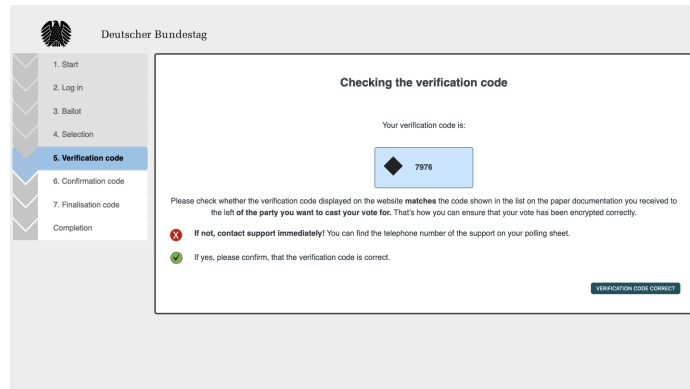 Deutscher Bundestag
1. Start
2. Log in
3. Ballot
4. Selection
5. Verification code
6. Confirmation code
7. Finalisation code
Completion
Checking the verification code
Your verification code is:
7976
Please check whether the verification code displayed on the website matches the code shown in the list on the paper documentation you received to
the left of the party you want to cast your vote for. That's how you can ensure that your vote has been encrypted correctly.
X If not, contact support immediately! You can find the telephone number of the support on your polling sheet.
If yes, please confirm, that the verification code is correct.
VERIFICATION CODE CORRECT